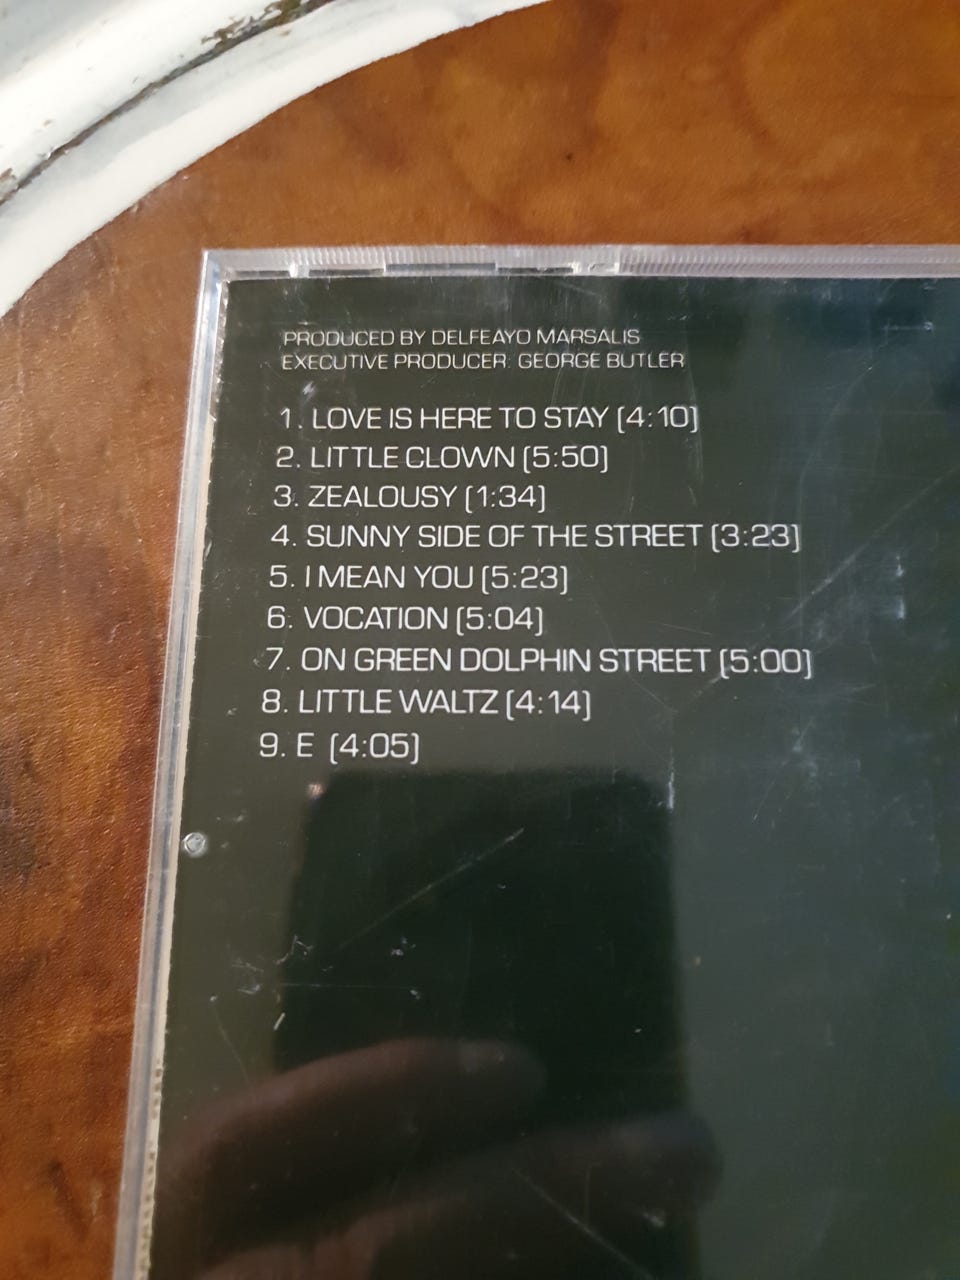 PRODUCED BY DELFEAYO MARSALIS
EXECUTIVE PRODUCER: GEORGE BUTLER
1. LOVE IS HERE TO STAY (4:10)
2. LITTLE CLOWN (5:50)
3. ZEALOUSY (1:34)
4. SUNNY SIDE OF THE STREET (3:23)
5. I MEAN YOU (5:23)
6. VOCATION (5:04)
7. ON GREEN DOLPHIN STREET (5:00)
8. LITTLE WALTZ (4:14)
9. E (4:05)